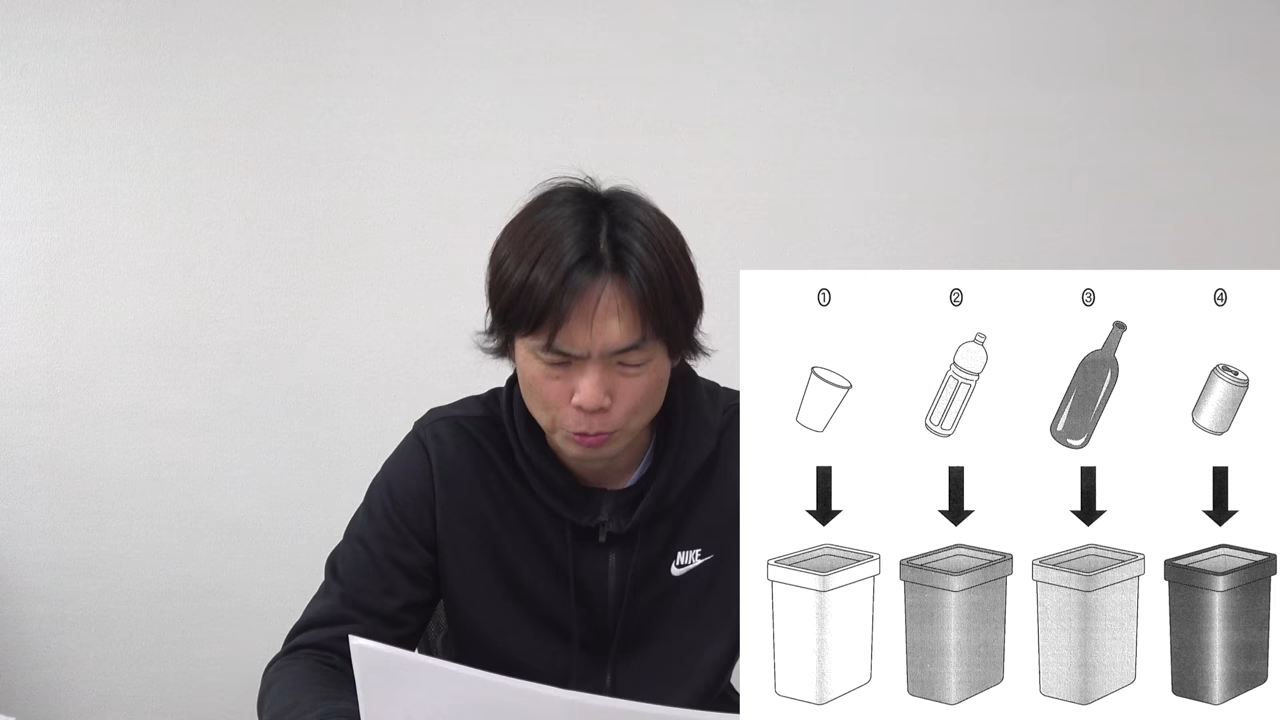 ① ② ③ ④
NIKE